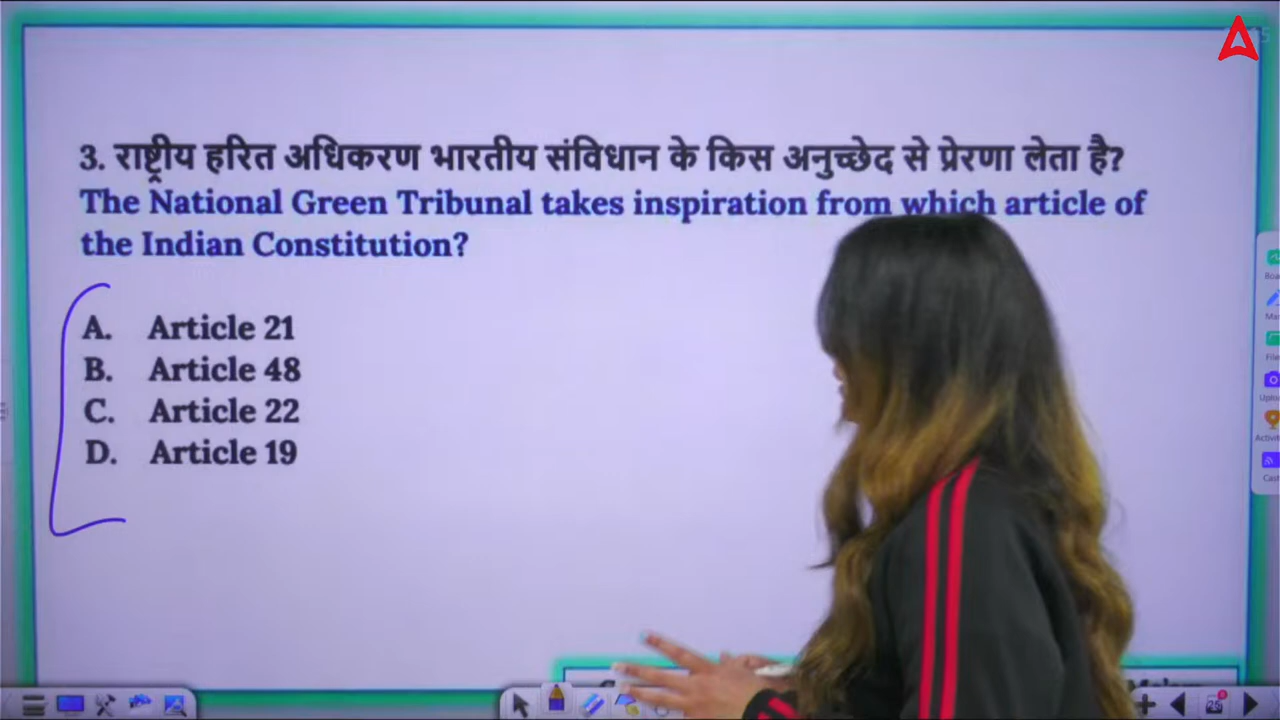 3. राष्ट्रीय हरित अधिकरण भारतीय संविधान के किस अनुच्छेद से प्रेरणा लेता है?
The National Green Tribunal takes inspiration from which article of
the Indian Constitution?
A. Article 21
B. Article 48
C. Article 22
D. Article 19